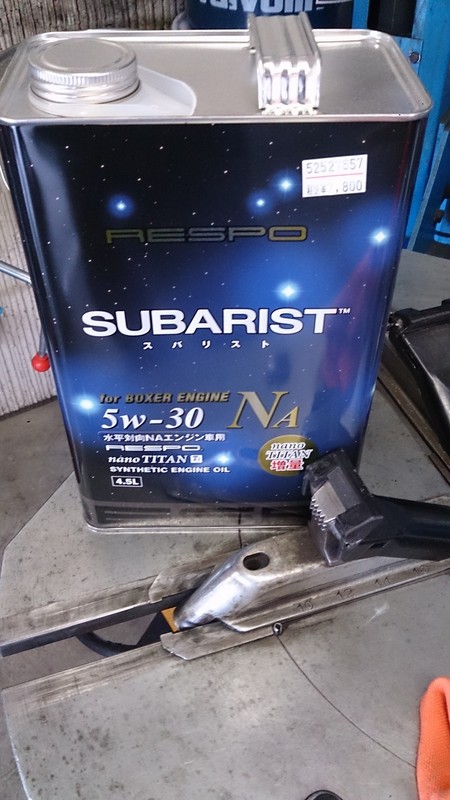 RESPO
SUBARIST™
スバリスト
for BOXER ENGINE
5w-30 NA
水平対向NAエンジン車用
RESPO
nano TITAN Ti
SYNTHETIC ENGINE OIL
4.5L
nano
TITAN
増量